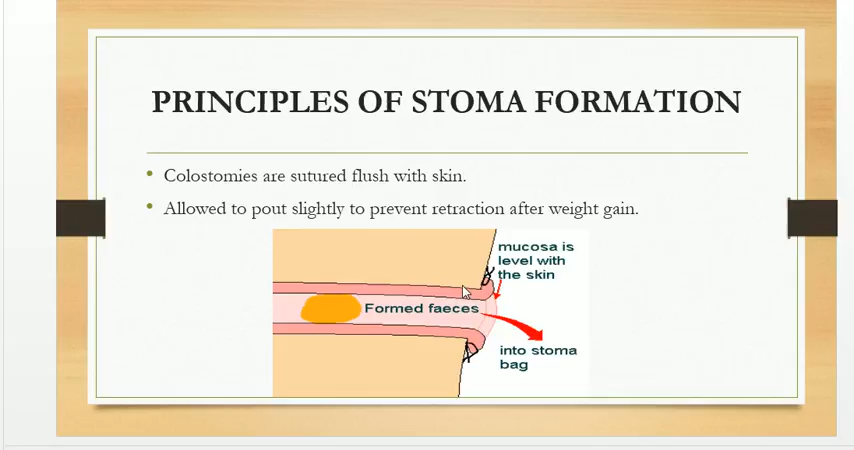 PRINCIPLES OF STOMA FORMATION
Colostomies are sutured flush with skin.
Allowed to pout slightly to prevent retraction after weight gain.
mucosa is
level with
the skin
Formed faeces
into stoma
bag